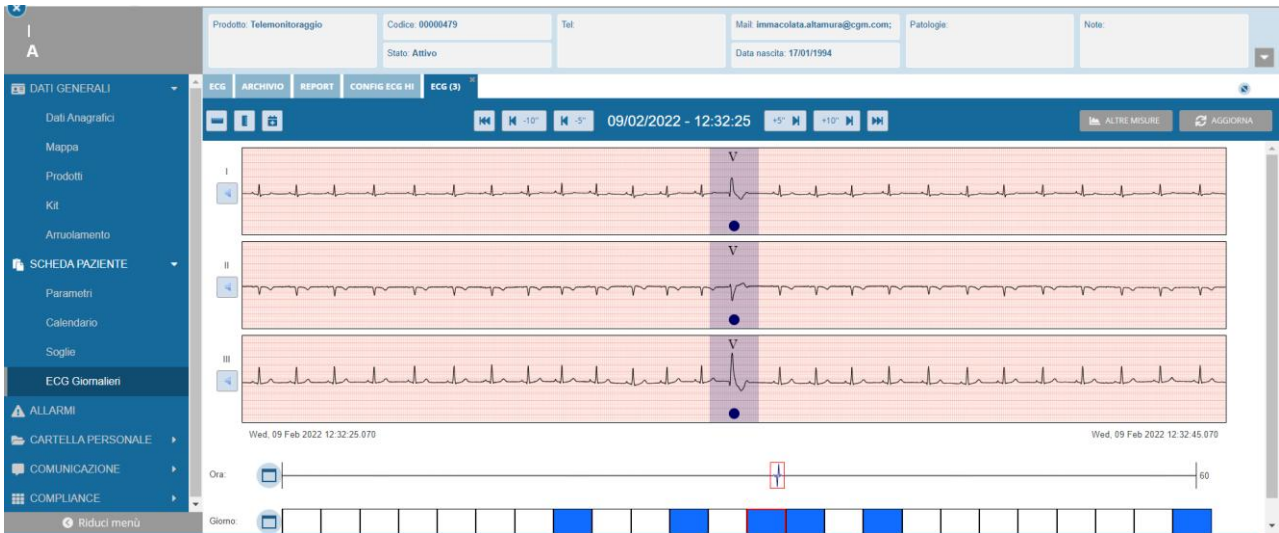 I
A
Prodotto: Telemonitoraggio
Codice: 00000479
Tel:
Mail: immacolata.altamura@cgm.com;
Patologie:
Note:
Stato: Attivo
Data nascita: 17/01/1994
DATI GENERALI
Dati Anagrafici
Mappa
Prodotti
Kit
Arruolamento
SCHEDA PAZIENTE
Parametri
Calendario
Soglie
ECG Giornalieri
ALLARMI
CARTELLA PERSONALE
COMUNICAZIONE
COMPLIANCE
Riduci menù
ECG ARCHIVIO REPORT CONFIG ECG HI ECG (3)
-10" -5" 09/02/2022 - 12:32:25 +5" +10" ALTRE MISURE AGGIORNA
V
I
V
II
V
III
Wed, 09 Feb 2022 12:32:25.070 Wed, 09 Feb 2022 12:32:45.070
Ora: 60
Giorno: